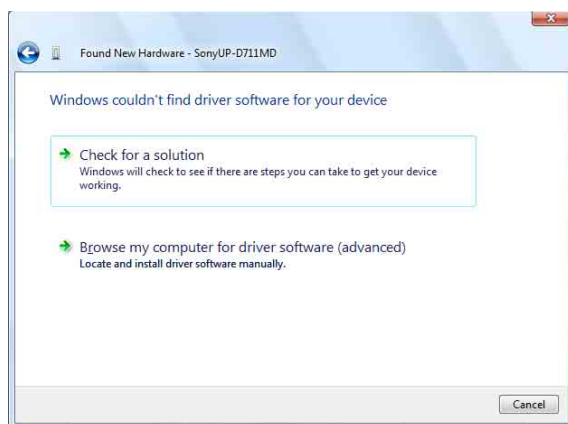 Found New Hardware - SonyUP-D711MD
Windows couldn't find driver software for your device
Check for a solution
Windows will check to see if there are steps you can take to get your device
working.
Browse my computer for driver software (advanced)
Locate and install driver software manually.
Cancel